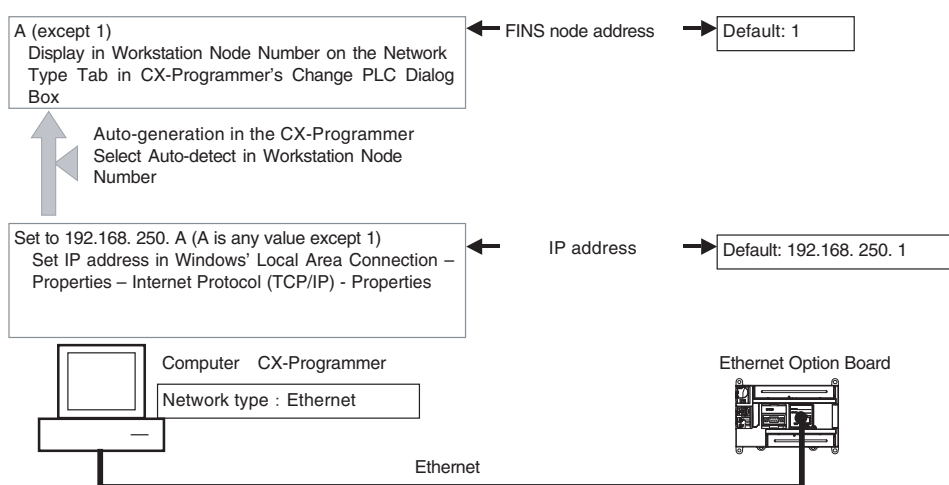 A (except 1)
Display in Workstation Node Number on the Network
Type Tab in CX-Programmer's Change PLC Dialog
Box
FINS node address
Default: 1
Auto-generation in the CX-Programmer
Select Auto-detect in Workstation Node
Number
Set to 192.168. 250. A (A is any value except 1)
Set IP address in Windows' Local Area Connection –
Properties – Internet Protocol (TCP/IP) - Properties
IP address
Default: 192.168. 250. 1
Computer CX-Programmer
Network type : Ethernet
Ethernet Option Board
Ethernet